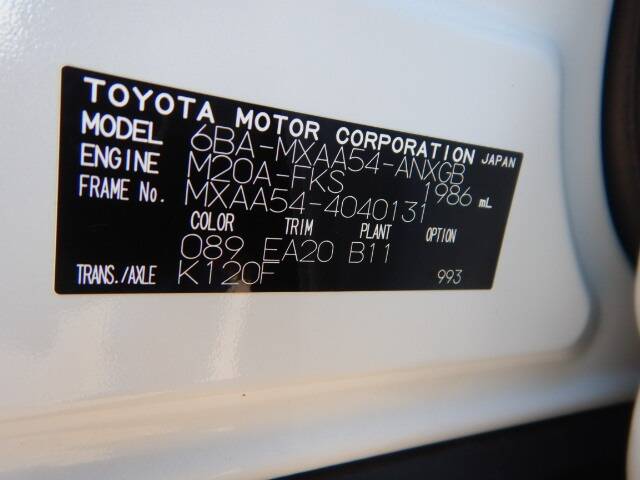 TOYOTA MOTOR CORPORATION JAPAN
MODEL 6BA-MXAA54-ANXGB
ENGINE M20A-FKS 1986 mL
FRAME No. MXAA54-4040131
COLOR TRIM PLANT OPTION
089 EA20 B11
TRANS./AXLE K120F 993